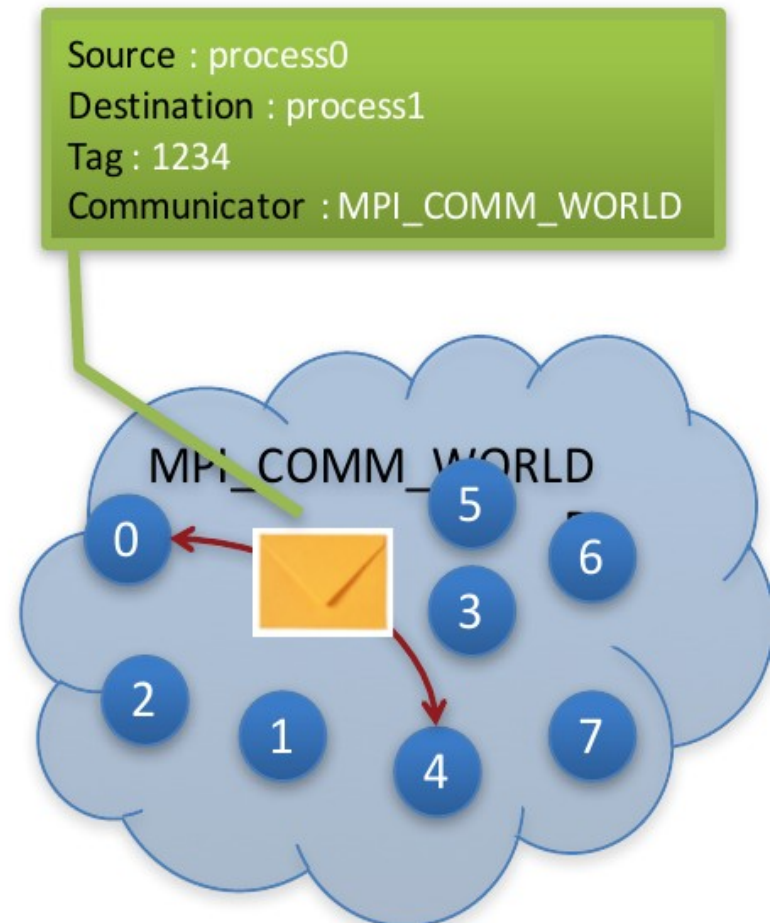 Source : process0
Destination : process1
Tag : 1234
Communicator : MPI_COMM_WORLD
MPI_COMM_WORLD
5
0
6
3
2
1
7
4